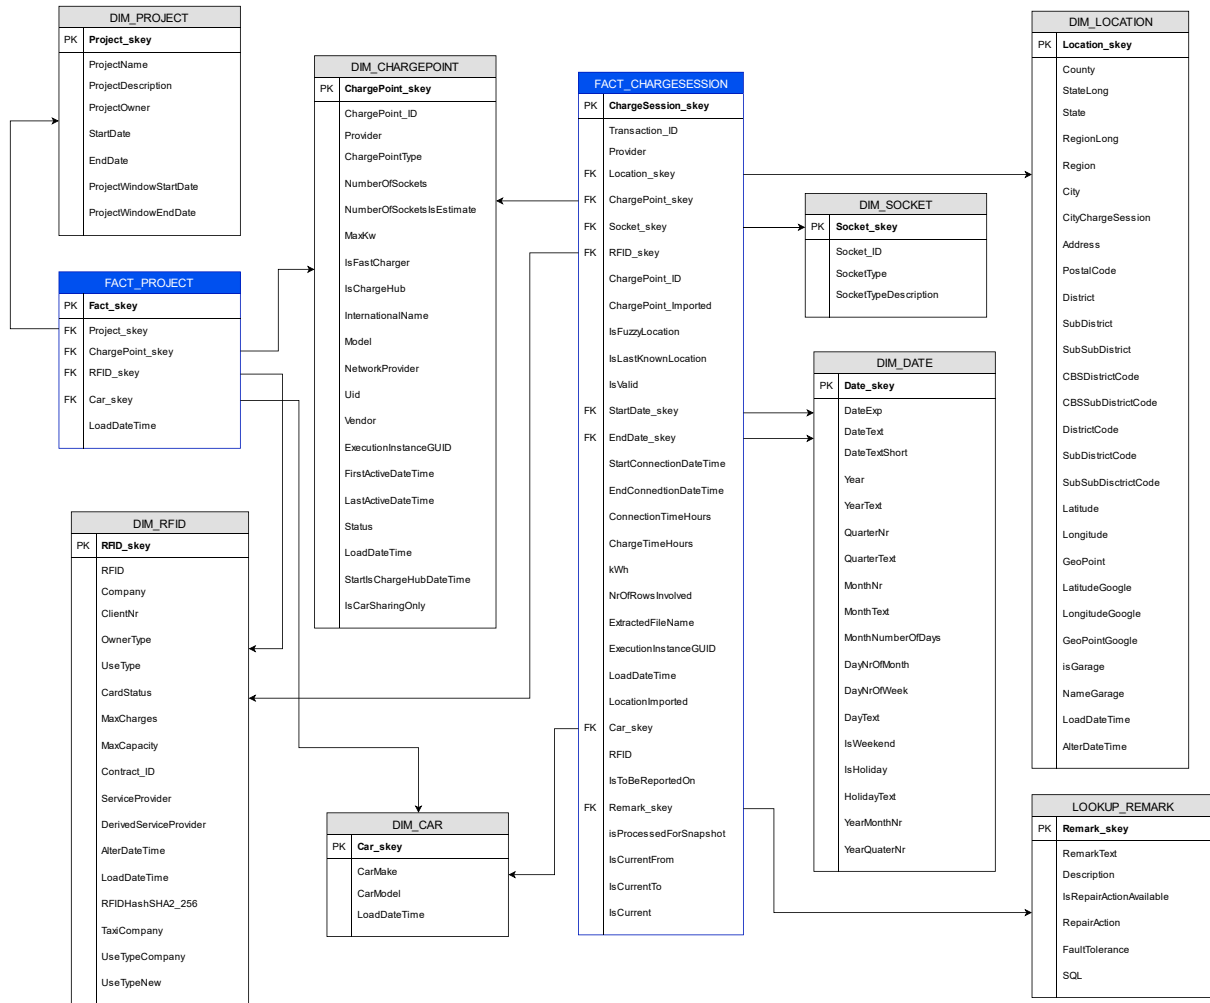 DIM_PROJECT
PK Project_skey
ProjectName
ProjectDescription
ProjectOwner
StartDate
EndDate
ProjectWindowStartDate
ProjectWindowEndDate
FACT_PROJECT
PK Fact_skey
FK Project_skey
FK ChargePoint_skey
FK RFID_skey
FK Car_skey
LoadDateTime
DIM_RFID
PK RFID_skey
RFID
Company
ClientNr
OwnerType
UseType
CardStatus
MaxCharges
MaxCapacity
Contract_ID
ServiceProvider
DerivedServiceProvider
AlterDateTime
LoadDateTime
RFIDHashSHA2_256
TaxiCompany
UseTypeCompany
UseTypeNew
DIM_CHARGEPOINT
PK ChargePoint_skey
ChargePoint_ID
Provider
ChargePointType
NumberOfSockets
NumberOfSocketsIsEstimate
MaxKw
IsFastCharger
IsChargeHub
InternationalName
Model
NetworkProvider
Uid
Vendor
ExecutionInstanceGUID
FirstActiveDateTime
LastActiveDateTime
Status
LoadDateTime
StartIsChargeHubDateTime
IsCarSharingOnly
DIM_CAR
PK Car_skey
CarMake
CarModel
LoadDateTime
FACT_CHARGESESSION
PK ChargeSession_skey
Transaction_ID
Provider
FK Location_skey
FK ChargePoint_skey
FK Socket_skey
FK RFID_skey
ChargePoint_ID
ChargePoint_Imported
IsFuzzyLocation
IsLastKnownLocation
IsValid
FK StartDate_skey
FK EndDate_skey
StartConnectionDateTime
EndConnedtionDateTime
ConnectionTimeHours
ChargeTimeHours
kWh
NrOfRowsInvolved
ExtractedFileName
ExecutionInstanceGUID
LoadDateTime
LocationImported
FK Car_skey
RFID
IsToBeReportedOn
FK Remark_skey
isProcessedForSnapshot
IsCurrentFrom
IsCurrentTo
IsCurrent
DIM_SOCKET
PK Socket_skey
Socket_ID
SocketType
SocketTypeDescription
DIM_DATE
PK Date_skey
DateExp
DateText
DateTextShort
Year
YearText
QuarterNr
QuarterText
MonthNr
MonthText
MonthNumberOfDays
DayNrOfMonth
DayNrOfWeek
DayText
IsWeekend
IsHoliday
HolidayText
YearMonthNr
YearQuaterNr
DIM_LOCATION
PK Location_skey
County
StateLong
State
RegionLong
Region
City
CityChargeSession
Address
PostalCode
District
SubDistrict
SubSubDistrict
CBSDistrictCode
CBSSubDistrictCode
DistrictCode
SubDistrictCode
SubSubDisctrictCode
Latitude
Longitude
GeoPoint
LatitudeGoogle
LongitudeGoogle
GeoPointGoogle
isGarage
NameGarage
LoadDateTime
AlterDateTime
LOOKUP_REMARK
PK Remark_skey
RemarkText
Description
IsRepairActionAvailable
RepairAction
FaultTolerance
SQL